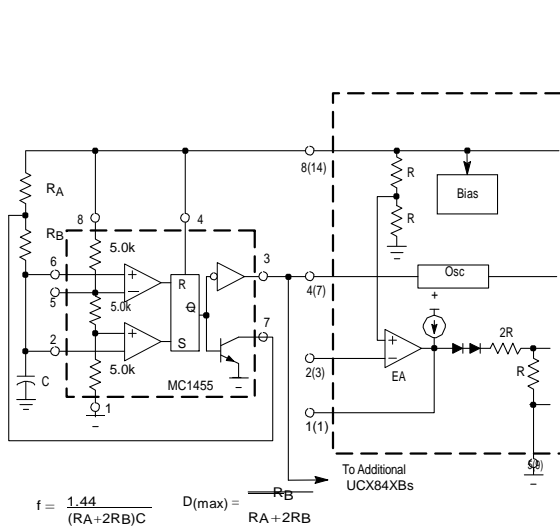 8(14)
R
Bias
R
RA
RB
8
4
5.0k
6
5
5.0k
2
5.0k
R
Q
S
3
7
MC1455
C
1
4(7)
Osc
+
2(3)
EA
2R
R
1(1)
To Additional
UCX84XBs
f = 1.44
(RA+2RB)C
D(max) = RB
RA+2RB